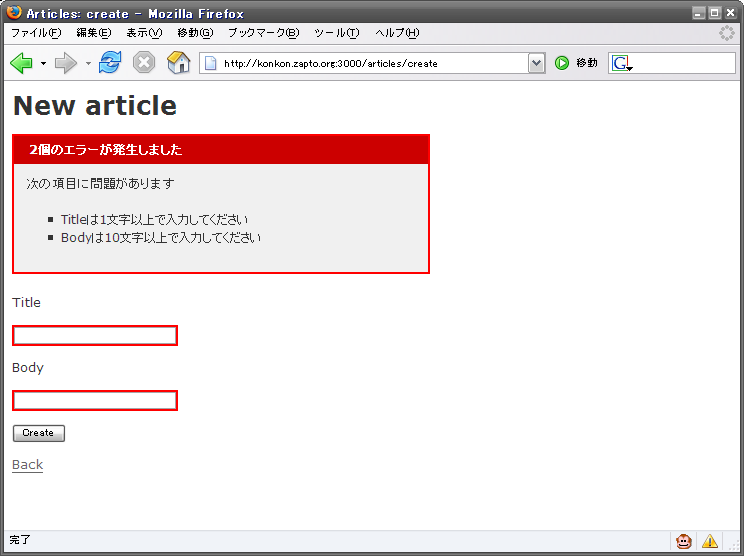 Articles: create - Mozilla Firefox
ファイル(F) 編集(E) 表示(V) 移動(G) ブックマーク(B) ツール(T) ヘルプ(H)
http://konkon.zapto.org:3000/articles/create 移動 G
New article
2個のエラーが発生しました
次の項目に問題があります
Titleは1文字以上で入力してください
Bodyは10文字以上で入力してください
Title
Body
Create
Back
完了